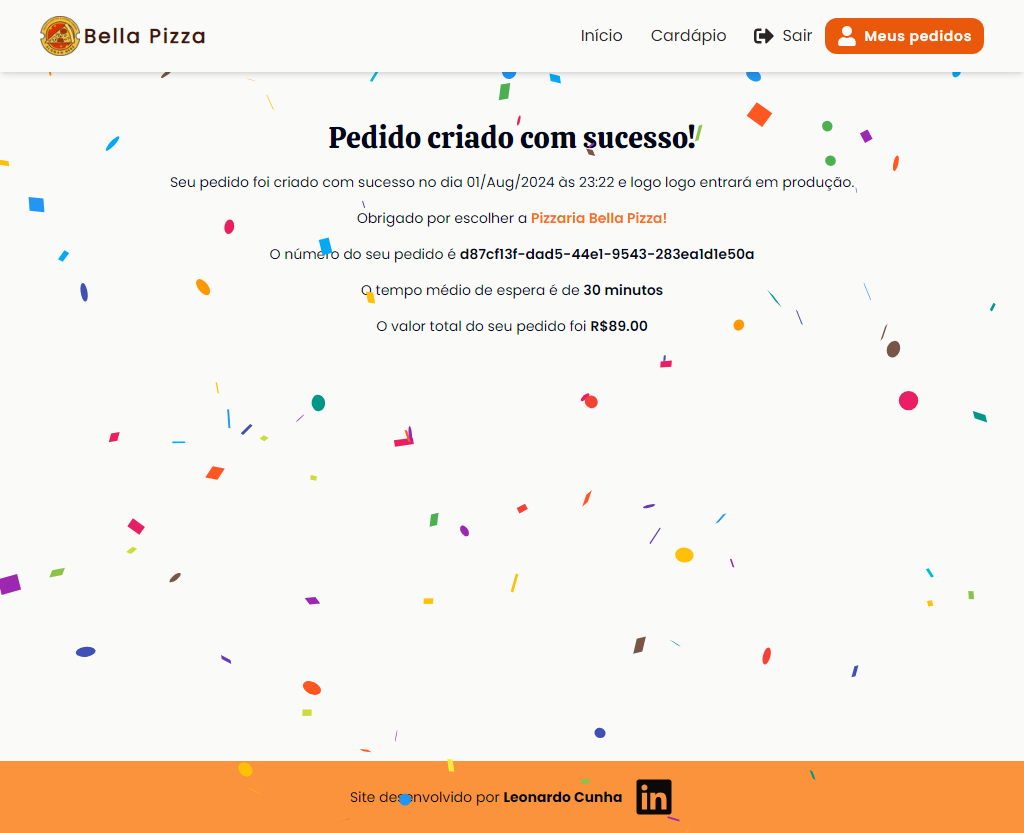 Bella Pizza
Início Cardápio Sair Meus pedidos
Pedido criado com sucesso!
Seu pedido foi criado com sucesso no dia 01/Aug/2024 às 23:22 e logo logo entrará em produção.
Obrigado por escolher a Pizzaria Bella Pizza!
O número do seu pedido é d87cf13f-dad5-44e1-9543-283ea1d1e50a
O tempo médio de espera é de 30 minutos
O valor total do seu pedido foi R$89.00
Site desenvolvido por Leonardo Cunha in